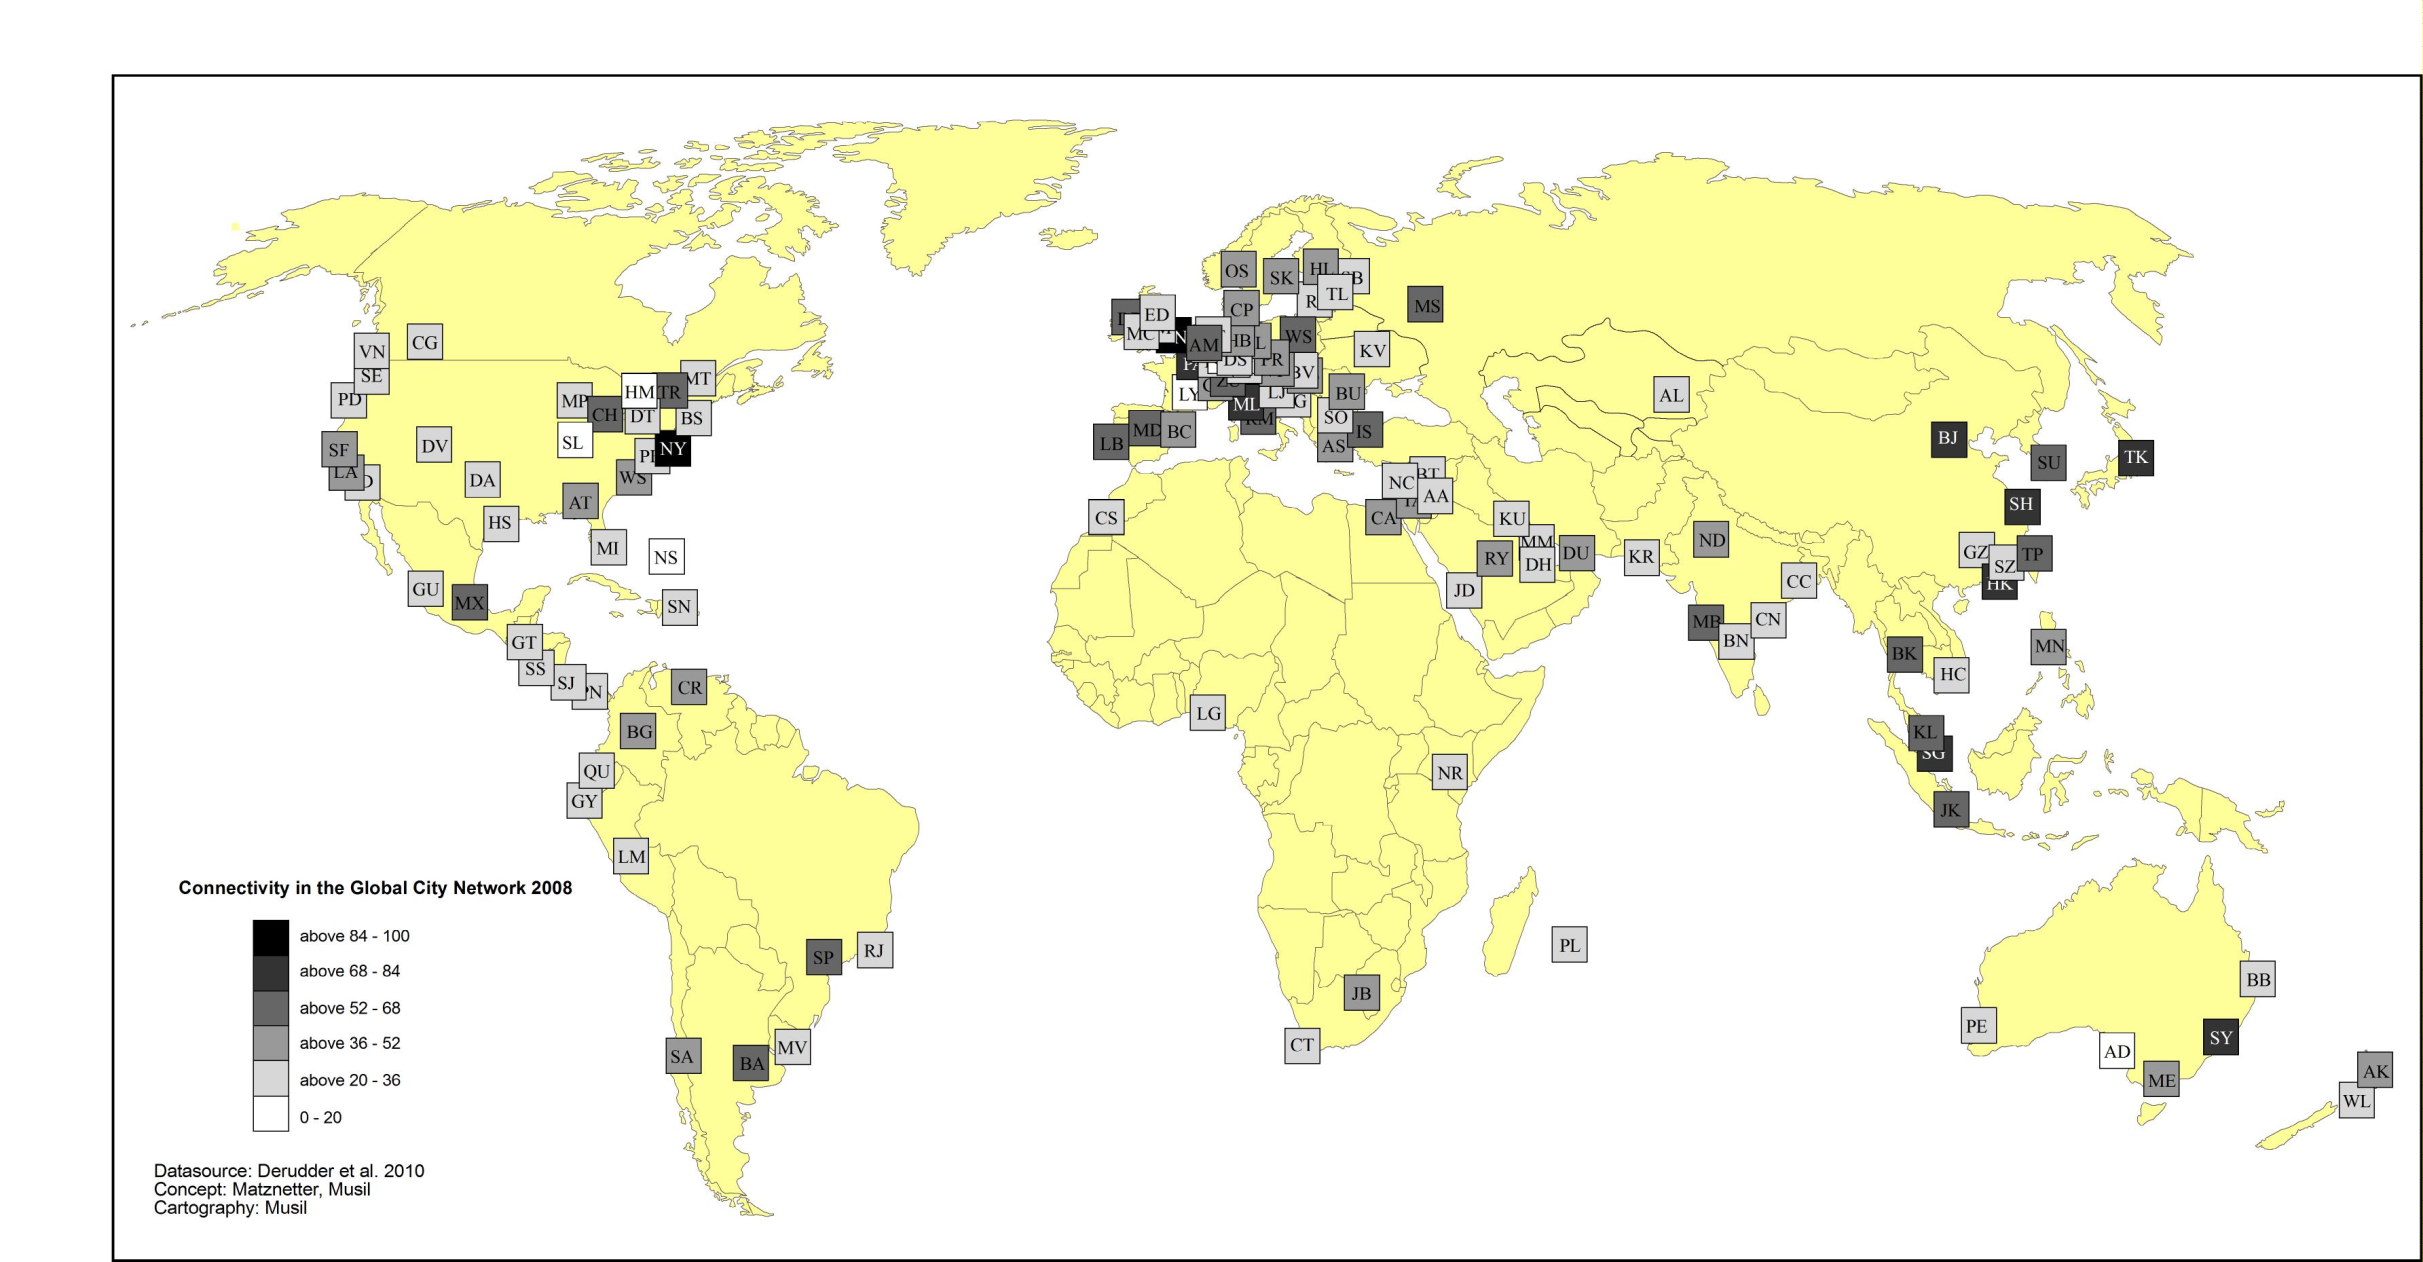 OS
SK
HL
TL
CP
MS
ED
MC
AM
HB
WS
VN
CG
SE
KV
DS
PR
BV
MP
HM
TR
MT
LY
LJ
BU
AL
PD
CH
DT
BS
ML
SO
SF
DV
SL
NY
LB
MD
BC
AS
IS
BJ
SU
TK
LA
DA
WS
NC
BT
AA
AT
HS
CS
CA
SH
MI
NS
KU
MM
RY
DH
DU
KR
ND
GZ
SZ
TP
HK
GU
MX
SN
JD
CC
MB
BN
CN
GT
SS
SJ
PN
CR
BK
HC
MN
BG
LG
KL
SG
QU
GY
NR
JK
LM
Connectivity in the Global City Network 2008
above 84 - 100
above 68 - 84
above 52 - 68
above 36 - 52
above 20 - 36
0 - 20
SP
RJ
PL
BB
JB
PE
SY
SA
BA
MV
CT
AD
ME
AK
WL
Datasource: Derudder et al. 2010
Concept: Matznetter, Musil
Cartography: Musil